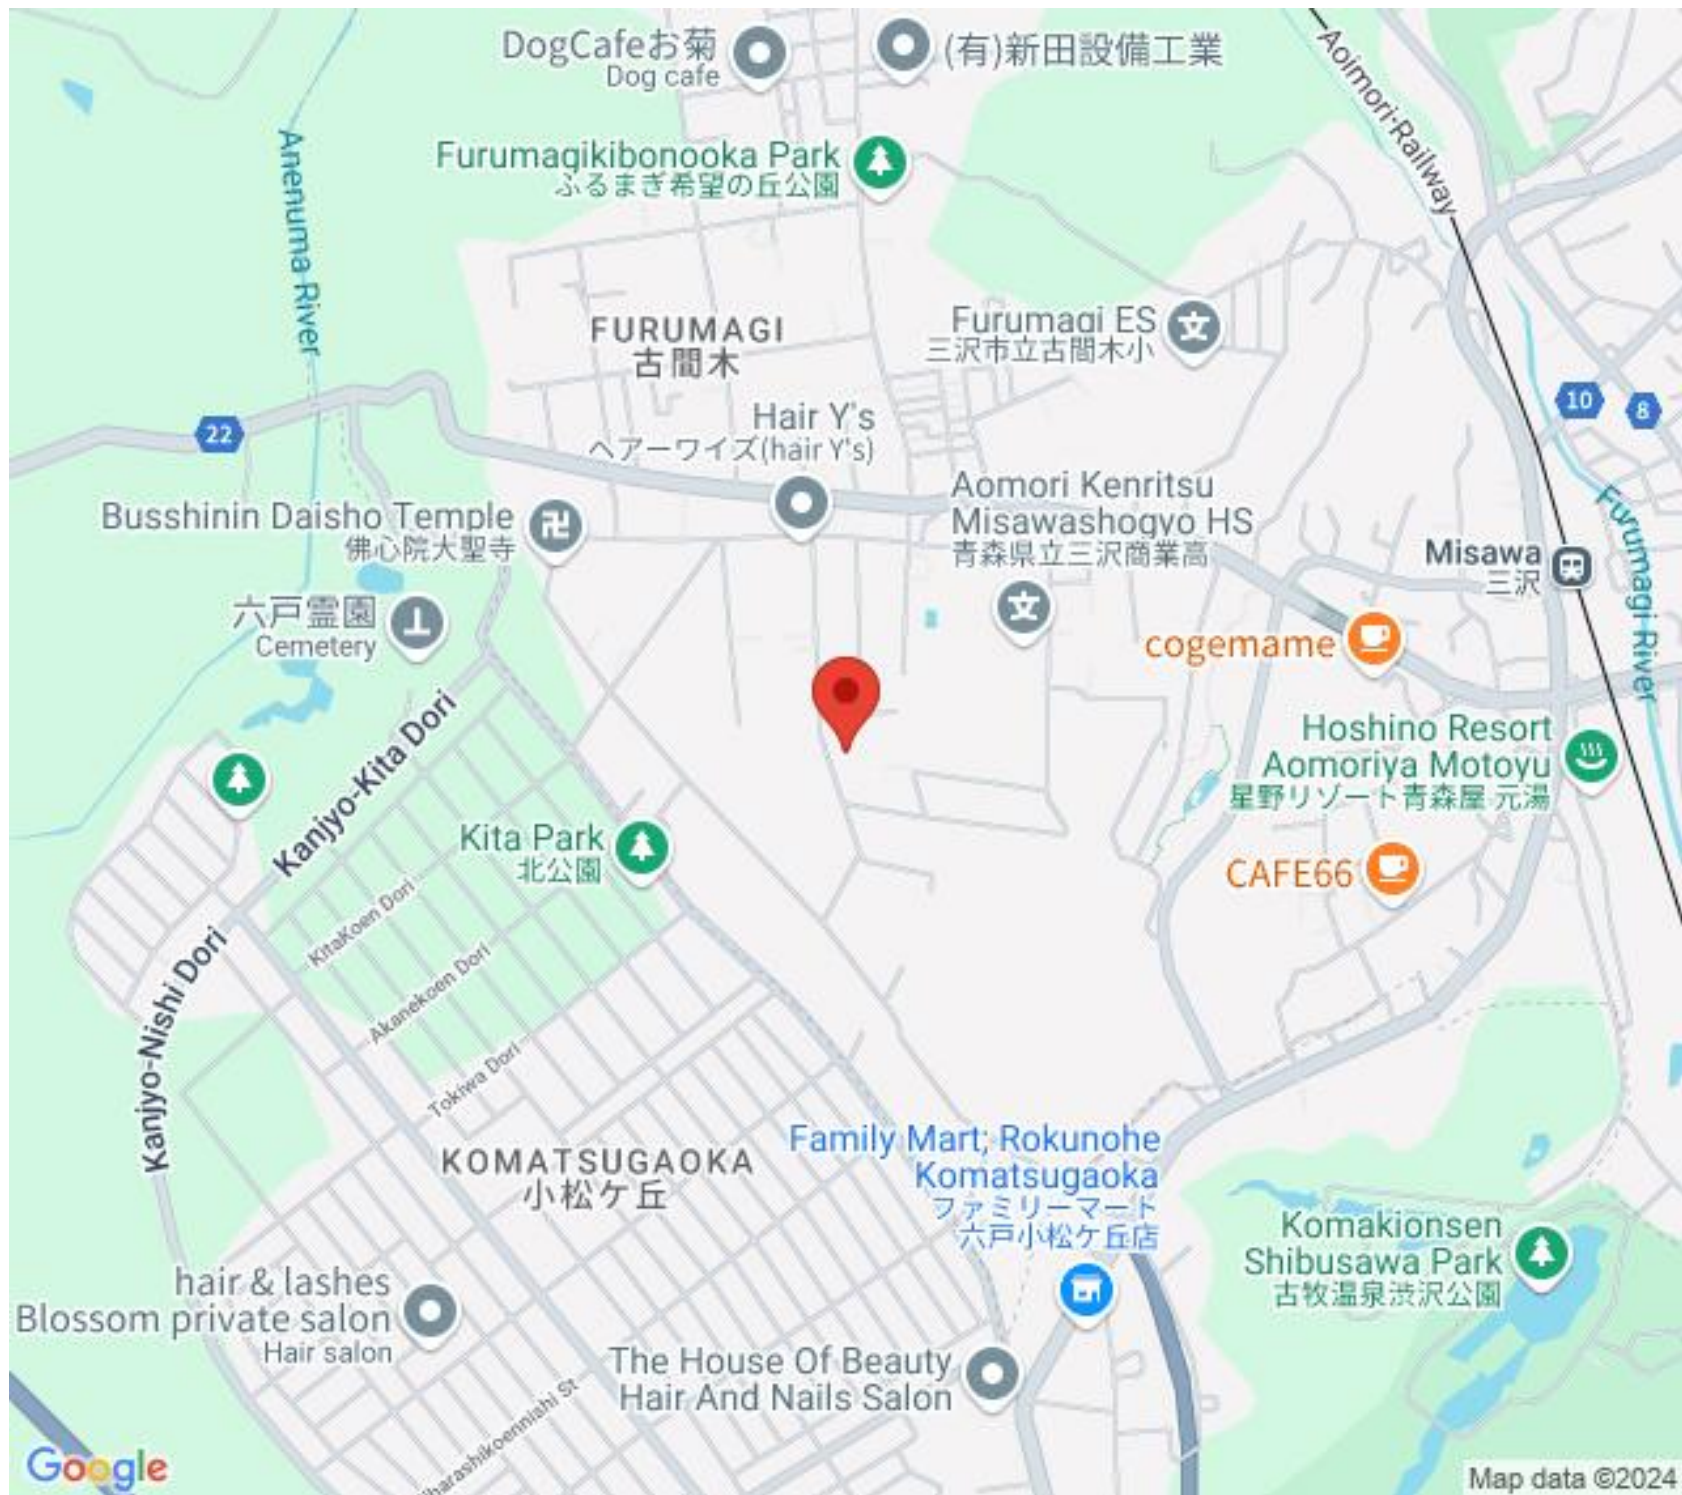 DogCafeお菊
Dog cafe
(有)新田設備工業
Aoimori-Railway
Anenuma River
Furumagikibonooka Park
ふるまぎ希望の丘公園
FURUMAGI
古間木
Furumagi ES
三沢市立古間木小
22
10
8
Hair Y's
ヘアーワイズ(hair Y's)
Busshinin Daisho Temple
佛心院大聖寺
Aomori Kenritsu
Misawashogyo HS
青森県立三沢商業高
Misawa
三沢
Furumagi River
六戸霊園
Cemetery
cogemame
Kanjyo-Kita Dori
Hoshino Resort
Aomoriya Motoyu
星野リゾート青森屋 元湯
Kita Park
北公園
CAFE66
KitaKoen Dori
Akanekoen Dori
Kanjyo-Nishi Dori
Tokiwa Dori
KOMATSUGAOKA
小松ケ丘
Family Mart; Rokunohe
Komatsugaoka
ファミリーマート
六戸小松ケ丘店
Komakionsen
Shibusawa Park
古牧温泉渋沢公園
hair & lashes
Blossom private salon
Hair salon
The House Of Beauty
Hair And Nails Salon
Google
Map data ©2024